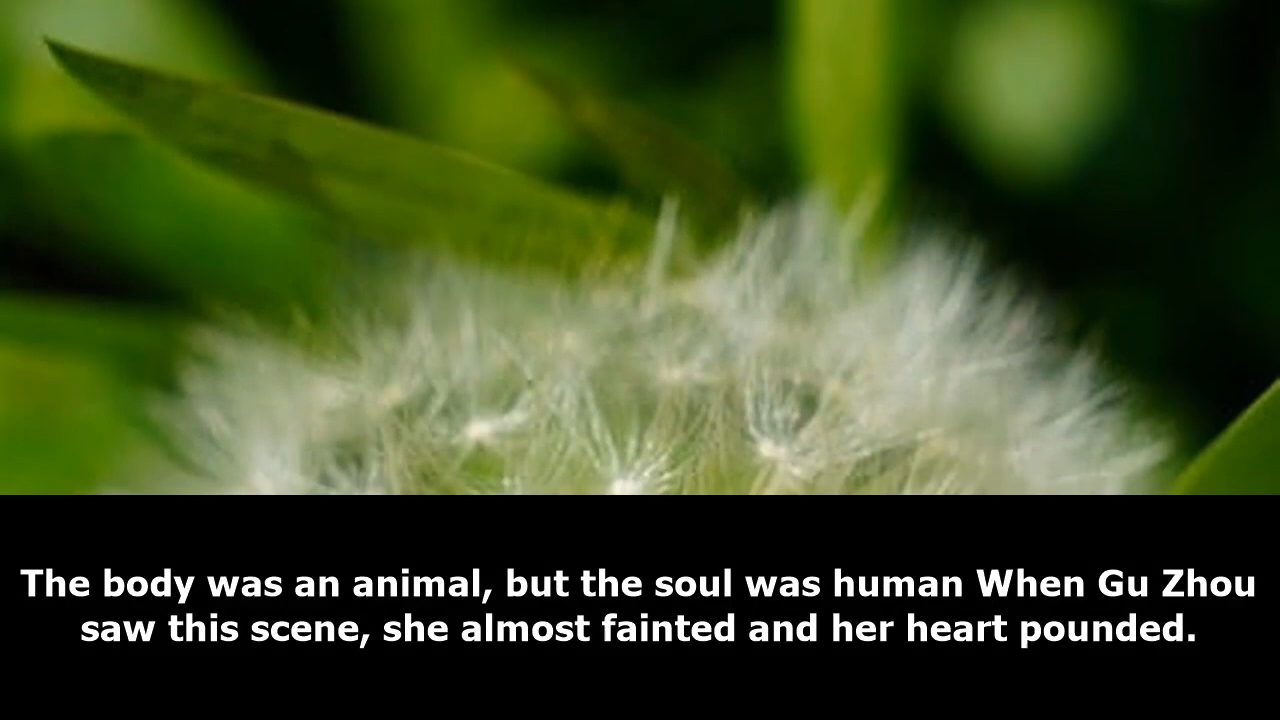 The body was an animal, but the soul was human When Gu Zhou
saw this scene, she almost fainted and her heart pounded.